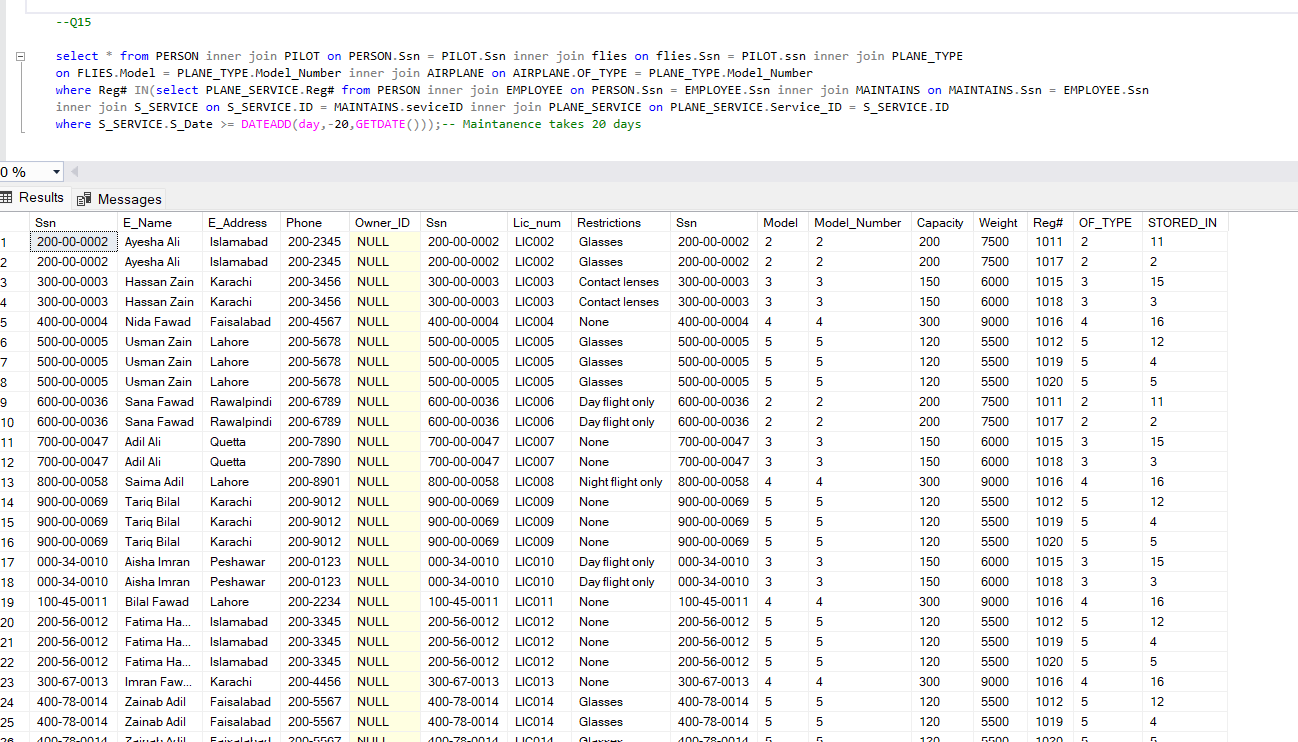 --Q15
select * from PERSON inner join PILOT on PERSON.Ssn = PILOT.Ssn inner join flies on flies.Ssn = PILOT.ssn inner join PLANE_TYPE
on FLIES.Model = PLANE_TYPE.Model_Number inner join AIRPLANE on AIRPLANE.OF_TYPE = PLANE_TYPE.Model_Number
where Reg# IN(select PLANE_SERVICE.Reg# from PERSON inner join EMPLOYEE on PERSON.Ssn = EMPLOYEE.Ssn inner join MAINTAINS on MAINTAINS.Ssn = EMPLOYEE.Ssn
inner join S_SERVICE on S_SERVICE.ID = MAINTAINS.seviceID inner join PLANE_SERVICE on PLANE_SERVICE.Service_ID = S_SERVICE.ID
where S_SERVICE.S_Date >= DATEADD(day,-20,GETDATE()));-- Maintanence takes 20 days
0 %
Results Messages
Ssn E_Name E_Address Phone Owner_ID Ssn Lic_num Restrictions Ssn Model Model_Number Capacity Weight Reg# OF_TYPE STORED_IN
1 200-00-0002 Ayesha Ali Islamabad 200-2345 NULL 200-00-0002 LIC002 Glasses 200-00-0002 2 2 200 7500 1011 2 11
2 200-00-0002 Ayesha Ali Islamabad 200-2345 NULL 200-00-0002 LIC002 Glasses 200-00-0002 2 2 200 7500 1017 2 2
3 300-00-0003 Hassan Zain Karachi 200-3456 NULL 300-00-0003 LIC003 Contact lenses 300-00-0003 3 3 150 6000 1015 3 15
4 300-00-0003 Hassan Zain Karachi 200-3456 NULL 300-00-0003 LIC003 Contact lenses 300-00-0003 3 3 150 6000 1018 3 3
5 400-00-0004 Nida Fawad Faisalabad 200-4567 NULL 400-00-0004 LIC004 None 400-00-0004 4 4 300 9000 1016 4 16
6 500-00-0005 Usman Zain Lahore 200-5678 NULL 500-00-0005 LIC005 Glasses 500-00-0005 5 5 120 5500 1012 5 12
7 500-00-0005 Usman Zain Lahore 200-5678 NULL 500-00-0005 LIC005 Glasses 500-00-0005 5 5 120 5500 1019 5 4
8 500-00-0005 Usman Zain Lahore 200-5678 NULL 500-00-0005 LIC005 Glasses 500-00-0005 5 5 120 5500 1020 5 5
9 600-00-0036 Sana Fawad Rawalpindi 200-6789 NULL 600-00-0036 LIC006 Day flight only 600-00-0036 2 2 200 7500 1011 2 11
10 600-00-0036 Sana Fawad Rawalpindi 200-6789 NULL 600-00-0036 LIC006 Day flight only 600-00-0036 2 2 200 7500 1017 2 2
11 700-00-0047 Adil Ali Quetta 200-7890 NULL 700-00-0047 LIC007 None 700-00-0047 3 3 150 6000 1015 3 15
12 700-00-0047 Adil Ali Quetta 200-7890 NULL 700-00-0047 LIC007 None 700-00-0047 3 3 150 6000 1018 3 3
13 800-00-0058 Saima Adil Lahore 200-8901 NULL 800-00-0058 LIC008 Night flight only 800-00-0058 4 4 300 9000 1016 4 16
14 900-00-0069 Tariq Bilal Karachi 200-9012 NULL 900-00-0069 LIC009 None 900-00-0069 5 5 120 5500 1012 5 12
15 900-00-0069 Tariq Bilal Karachi 200-9012 NULL 900-00-0069 LIC009 None 900-00-0069 5 5 120 5500 1019 5 4
16 900-00-0069 Tariq Bilal Karachi 200-9012 NULL 900-00-0069 LIC009 None 900-00-0069 5 5 120 5500 1020 5 5
17 000-34-0010 Aisha Imran Peshawar 200-0123 NULL 000-34-0010 LIC010 Day flight only 000-34-0010 3 3 150 6000 1015 3 15
18 000-34-0010 Aisha Imran Peshawar 200-0123 NULL 000-34-0010 LIC010 Day flight only 000-34-0010 3 3 150 6000 1018 3 3
19 100-45-0011 Bilal Fawad Lahore 200-2234 NULL 100-45-0011 LIC011 None 100-45-0011 4 4 300 9000 1016 4 16
20 200-56-0012 Fatima Ha... Islamabad 200-3345 NULL 200-56-0012 LIC012 None 200-56-0012 5 5 120 5500 1012 5 12
21 200-56-0012 Fatima Ha... Islamabad 200-3345 NULL 200-56-0012 LIC012 None 200-56-0012 5 5 120 5500 1019 5 4
22 200-56-0012 Fatima Ha... Islamabad 200-3345 NULL 200-56-0012 LIC012 None 200-56-0012 5 5 120 5500 1020 5 5
23 300-67-0013 Imran Faw... Karachi 200-4456 NULL 300-67-0013 LIC013 None 300-67-0013 4 4 300 9000 1016 4 16
24 400-78-0014 Zainab Adil Faisalabad 200-5567 NULL 400-78-0014 LIC014 Glasses 400-78-0014 5 5 120 5500 1012 5 12
25 400-78-0014 Zainab Adil Faisalabad 200-5567 NULL 400-78-0014 LIC014 Glasses 400-78-0014 5 5 120 5500 1019 5 4
26 400-78-0014 Zainab Adil Faisalabad 200-5567 NULL 400-78-0014 LIC014 Glasses 400-78-0014 5 5 120 5500 1020 5 5